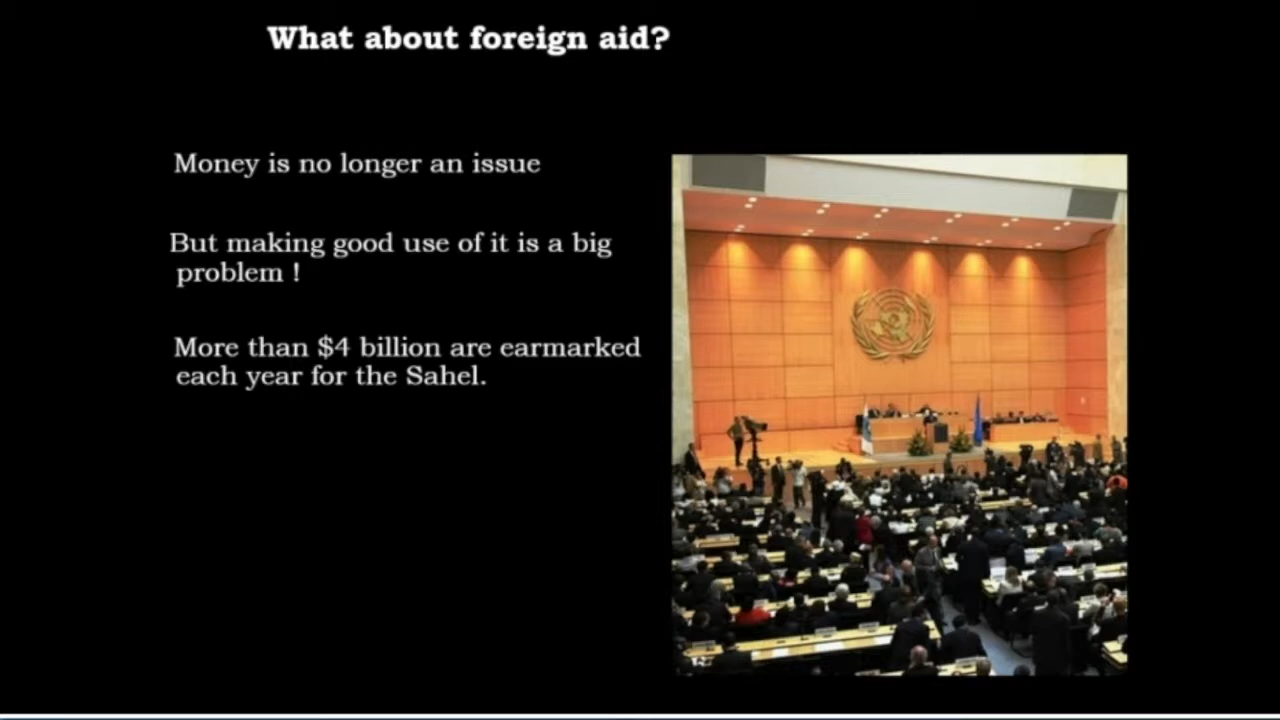 What about foreign aid?
Money is no longer an issue
But making good use of it is a big
problem !
More than $4 billion are earmarked
each year for the Sahel.